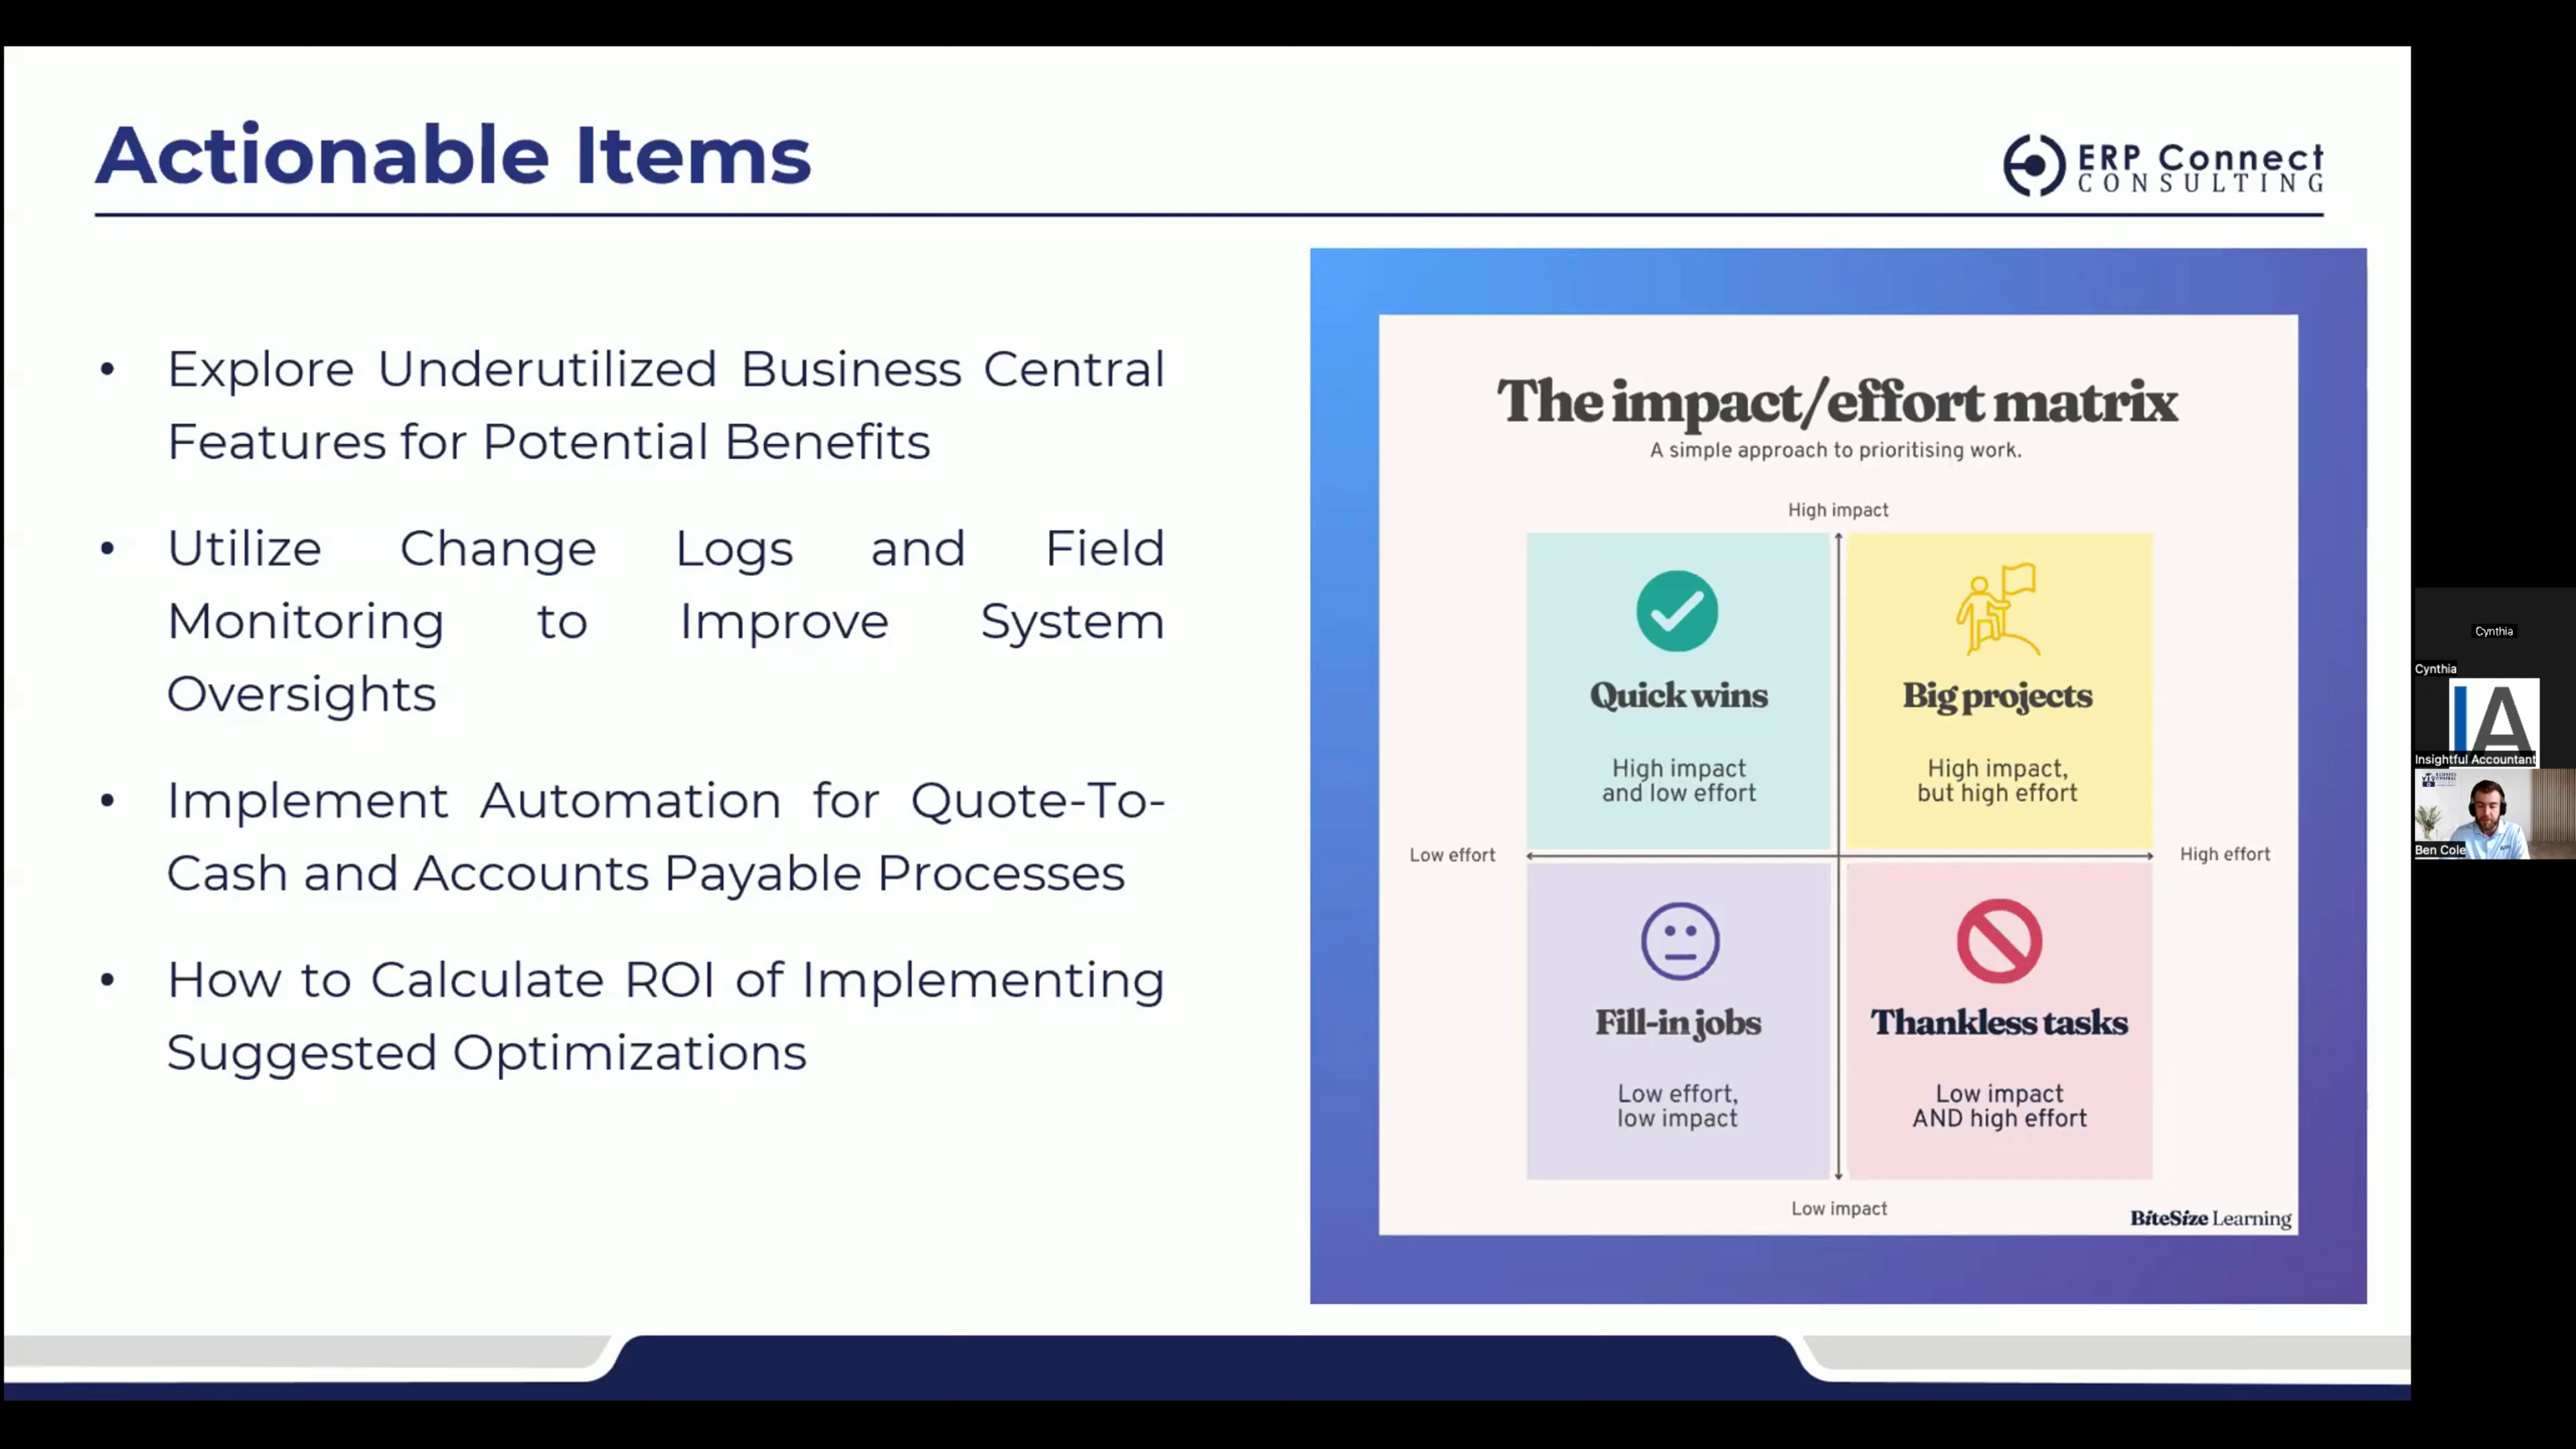 Actionable Items
ERP Connect
CONSULTING
• Explore Underutilized Business Central
Features for Potential Benefits
• Utilize Change Logs and Field
Monitoring to Improve System
Oversights
• Implement Automation for Quote-To-
Cash and Accounts Payable Processes
• How to Calculate ROI of Implementing
Suggested Optimizations
The impact/effort matrix
A simple approach to prioritising work.
High impact
Quick wins
High impact
and low effort
Big projects
High impact,
but high effort
Low effort
High effort
Fill-in jobs
Low effort,
low impact
Thankless tasks
Low impact
AND high effort
Low impact
BiteSize Learning
Cynthia
Cynthia
IA
Insightful Accountant
Ben Cole